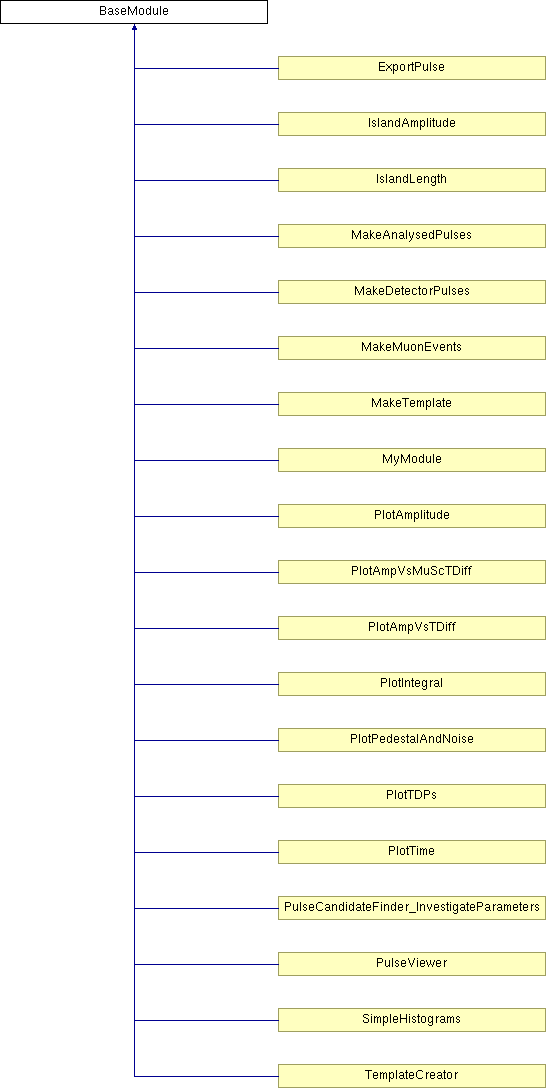 BaseModule
ExportPulse
IslandAmplitude
IslandLength
MakeAnalysedPulses
MakeDetectorPulses
MakeMuonEvents
MakeTemplate
MyModule
PlotAmplitude
PlotAmpVsMuScTDiff
PlotAmpVsTDiff
PlotIntegral
PlotPedestalAndNoise
PlotTDPs
PlotTime
PulseCandidateFinder_InvestigateParameters
PulseViewer
SimpleHistograms
TemplateCreator